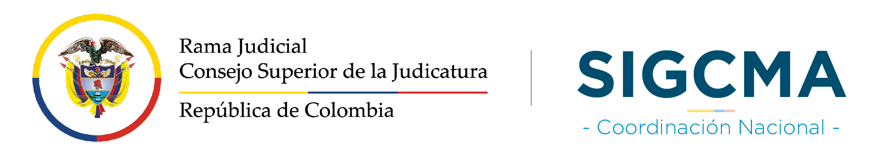 Rama Judicial
Consejo Superior de la Judicatura
República de Colombia
SIGCMA
- Coordinación Nacional -